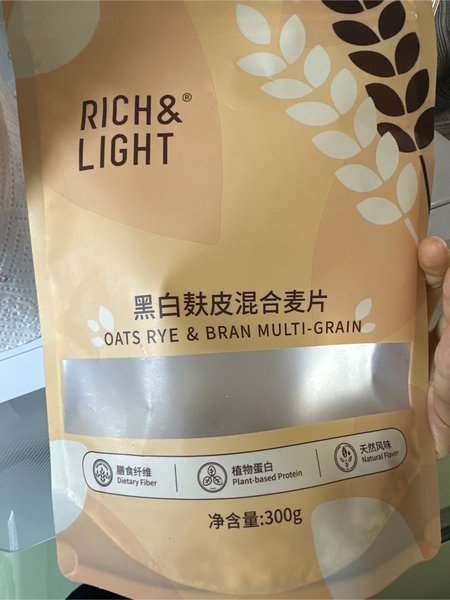 RICH&®
LIGHT
黑白麸皮混合麦片
OATS RYE & BRAN MULTI-GRAIN
膳食纤维
Dietary Fiber
植物蛋白
Plant-based Protein
天然风味
Natural Flavor
净含量:300g